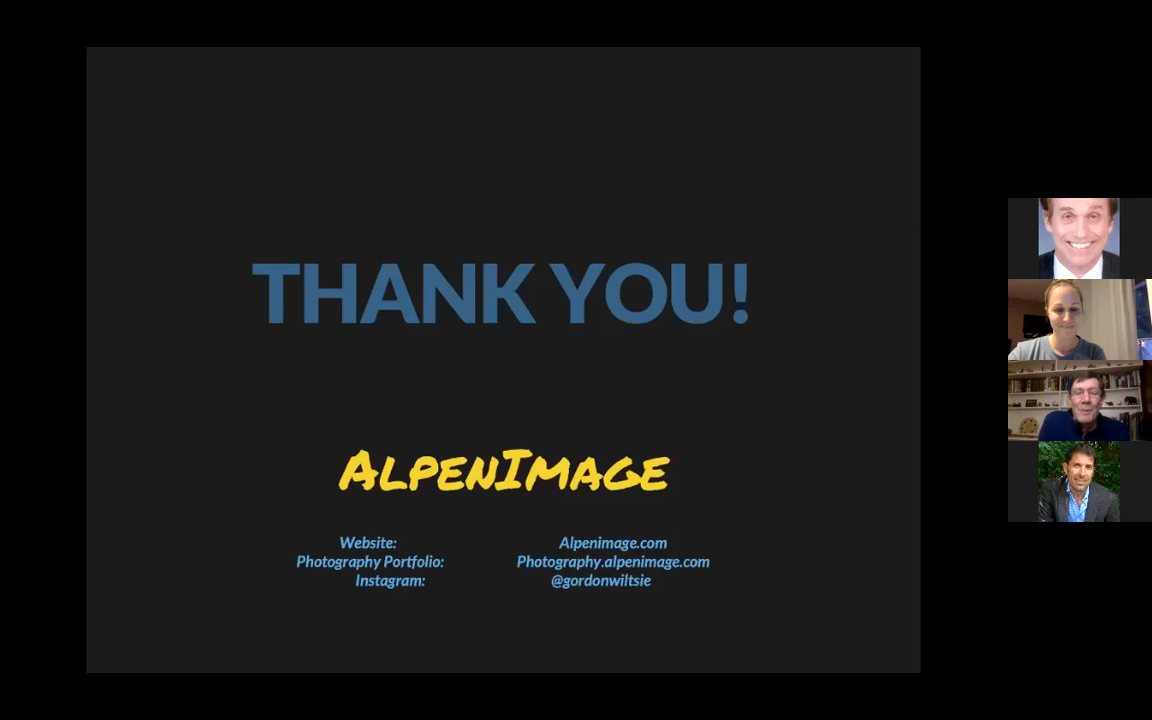 THANK YOU!
ALPENIMAGE
Website: Alpenimage.com
Photography Portfolio: Photography.alpenimage.com
Instagram: @gordonwiltsie